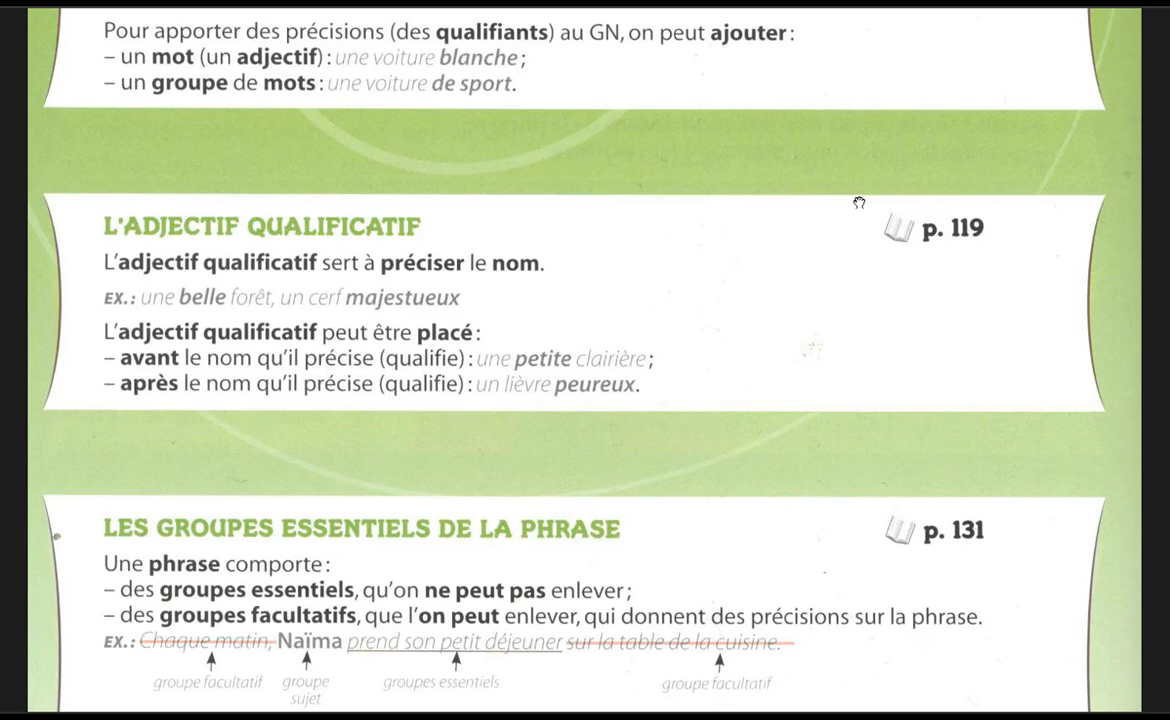 Pour apporter des précisions (des qualifiants) au GN, on peut ajouter :
– un mot (un adjectif) : une voiture blanche ;
– un groupe de mots : une voiture de sport.
L'ADJECTIF QUALIFICATIF
p. 119
L'adjectif qualificatif sert à préciser le nom.
EX. : une belle forêt, un cerf majestueux
L'adjectif qualificatif peut être placé :
– avant le nom qu'il précise (qualifie) : une petite clairière ;
– après le nom qu'il précise (qualifie) : un lièvre peureux.
LES GROUPES ESSENTIELS DE LA PHRASE
p. 131
Une phrase comporte :
– des groupes essentiels, qu'on ne peut pas enlever ;
– des groupes facultatifs, que l'on peut enlever, qui donnent des précisions sur la phrase.
EX. : Chaque matin, Naïma prend son petit déjeuner sur la table de la cuisine.
groupe facultatif groupe sujet groupes essentiels groupe facultatif